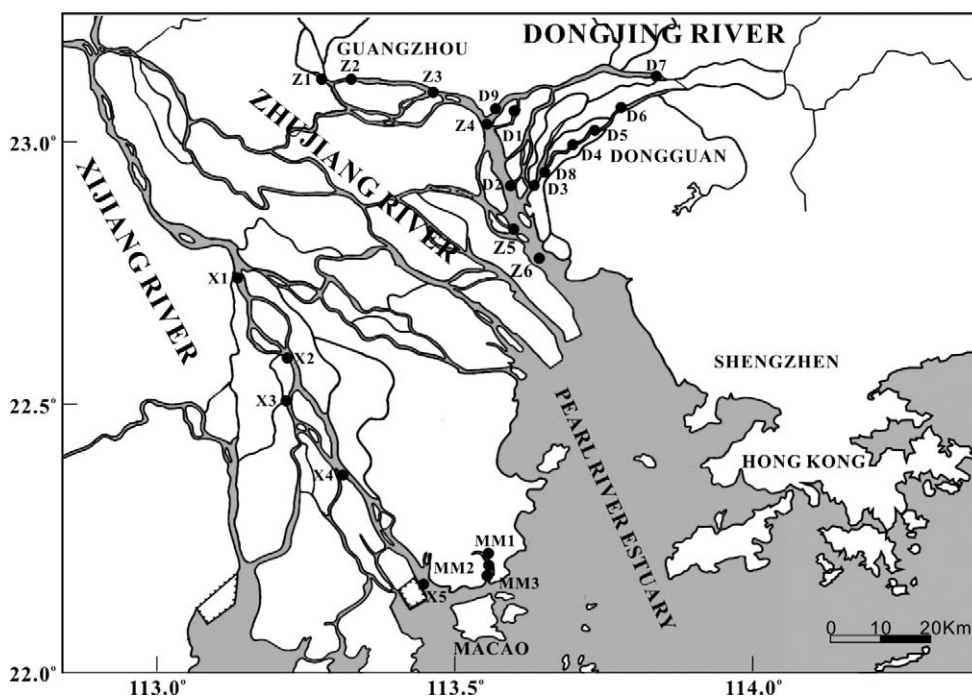 DONGJING RIVER
GUANGZHOU
Z1
Z2
Z3
D9
D7
Z4
D1
D6
D5
D4
DONGGUAN
23.0°
ZHUJIANG RIVER
D8
D2
D3
Z5
Z6
XIJIANG RIVER
X1
X2
SHENGZHEN
X3
22.5°
PEARL RIVER ESTUARY
HONG KONG
X4
MM1
MM2
MM3
X5
MACAO
0 10 20Km
22.0°
113.0° 113.5° 114.0°